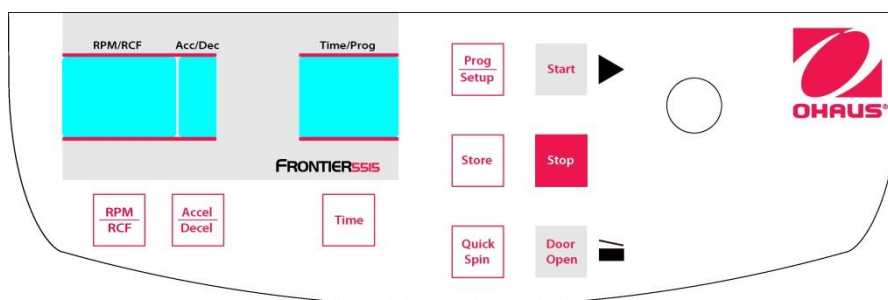 RPM/RCF Acc/Dec Time/Prog
Prog
Setup
Start
OHAUS®
Store
Stop
FRONTIER5515
RPM
RCF
Accel
Decel
Time
Quick
Spin
Door
Open